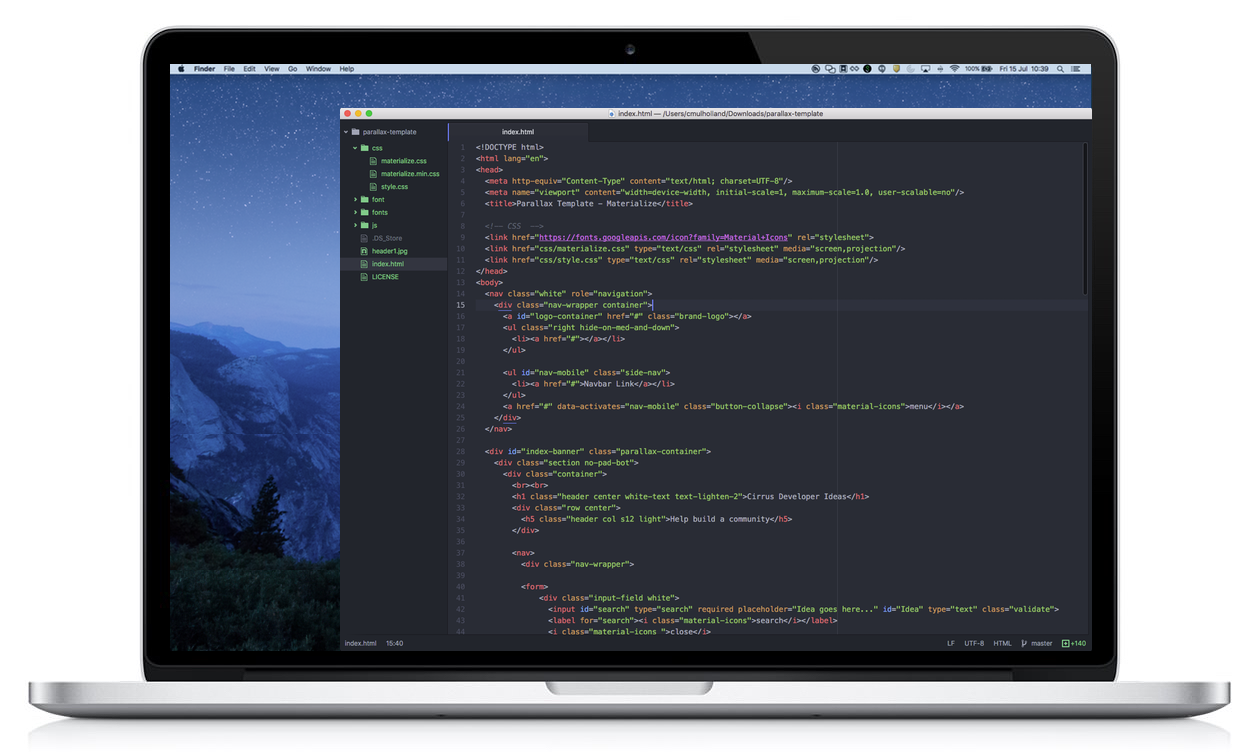 Finder File Edit View Go Window Help
100% Fri 15 Jul 10:39
index.html — /Users/cmulholland/Downloads/parallax-template
parallax-template
css
materialize.css
materialize.min.css
style.css
font
fonts
js
.DS_Store
header1.jpg
index.html
LICENSE
index.html
1 <!DOCTYPE html>
2 <html lang="en">
3 <head>
4 <meta http-equiv="Content-Type" content="text/html; charset=UTF-8"/>
5 <meta name="viewport" content="width=device-width, initial-scale=1, maximum-scale=1.0, user-scalable=no"/>
6 <title>Parallax Template - Materialize</title>
7
8 <!-- CSS -->
9 <link href="https://fonts.googleapis.com/icon?family=Material+Icons" rel="stylesheet">
10 <link href="css/materialize.css" type="text/css" rel="stylesheet" media="screen,projection"/>
11 <link href="css/style.css" type="text/css" rel="stylesheet" media="screen,projection"/>
12 </head>
13 <body>
14 <nav class="white" role="navigation">
15 <div class="nav-wrapper container">
16 <a id="logo-container" href="#" class="brand-logo"></a>
17 <ul class="right hide-on-med-and-down">
18 <li><a href="#"></a></li>
19 </ul>
20
21 <ul id="nav-mobile" class="side-nav">
22 <li><a href="#">Navbar Link</a></li>
23 </ul>
24 <a href="#" data-activates="nav-mobile" class="button-collapse"><i class="material-icons">menu</i></a>
25 </div>
26 </nav>
27
28 <div id="index-banner" class="parallax-container">
29 <div class="section no-pad-bot">
30 <div class="container">
31 <br><br>
32 <h1 class="header center white-text text-lighten-2">Cirrus Developer Ideas</h1>
33 <div class="row center">
34 <h5 class="header col s12 light">Help build a community</h5>
35 </div>
36
37 <nav>
38 <div class="nav-wrapper">
39
40 <form>
41 <div class="input-field white">
42 <input id="search" type="search" required placeholder="Idea goes here..." id="Idea" type="text" class="validate">
43 <label for="search"><i class="material-icons">search</i></label>
44 <i class="material-icons ">close</i>
index.html 15:40
LF UTF-8 HTML master +140